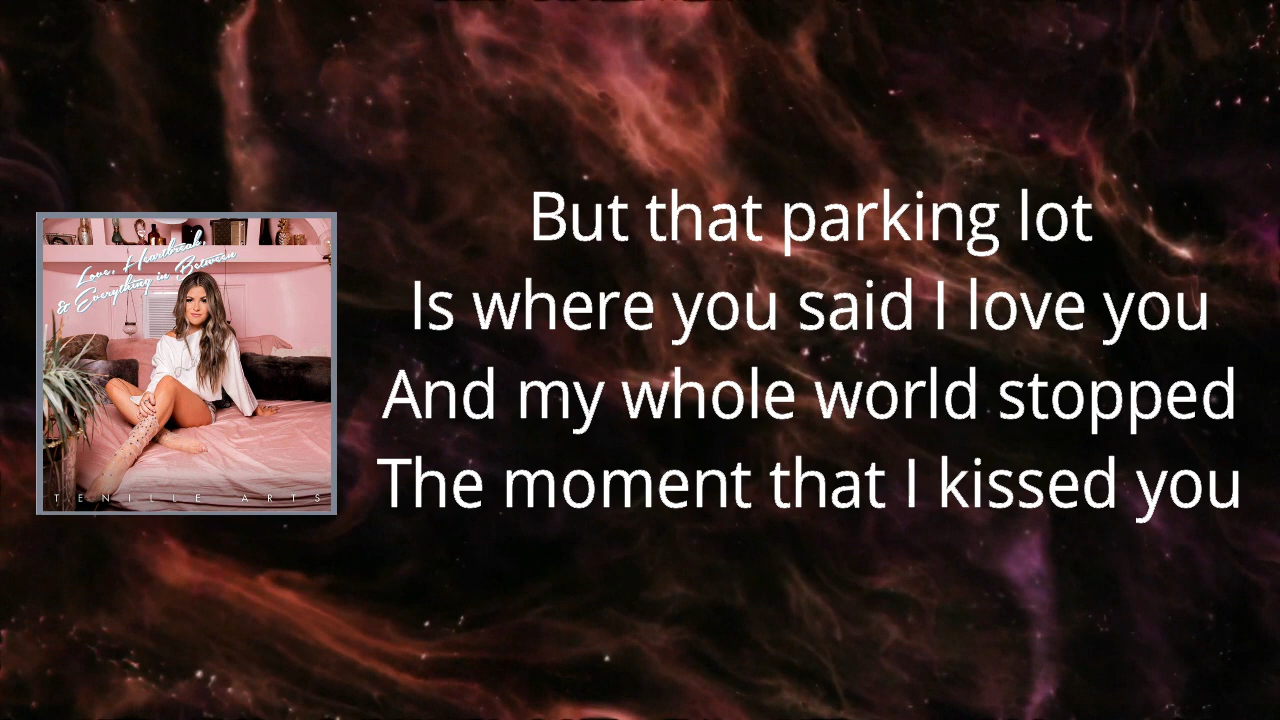 Love, Heartbreak,
& Everything in Between
TENILLE ARTS
But that parking lot
Is where you said I love you
And my whole world stopped
The moment that I kissed you